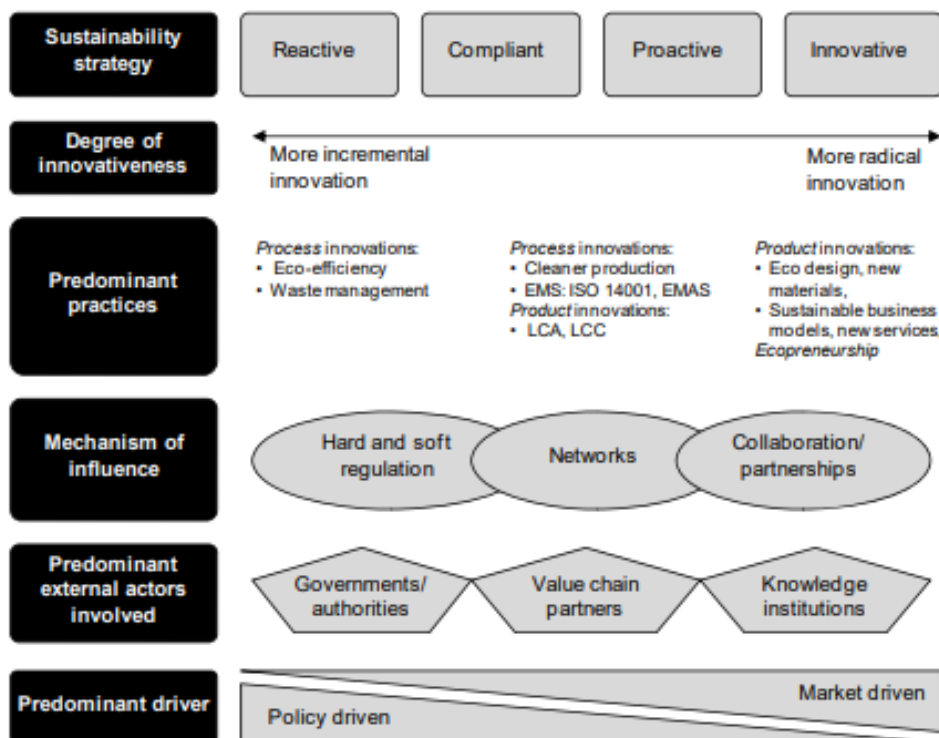 Sustainability
strategy
Reactive
Compliant
Proactive
Innovative
Degree of
innovativeness
More incremental
innovation
More radical
innovation
Predominant
practices
Process innovations:
• Eco-efficiency
• Waste management
Process innovations:
• Cleaner production
• EMS: ISO 14001, EMAS
Product innovations:
• LCA, LCC
Product innovations:
• Eco design, new
materials,
• Sustainable business
models, new services,
Ecopreneurship
Mechanism of
influence
Hard and soft
regulation
Networks
Collaboration/
partnerships
Predominant
external actors
involved
Governments/
authorities
Value chain
partners
Knowledge
institutions
Predominant driver
Policy driven
Market driven